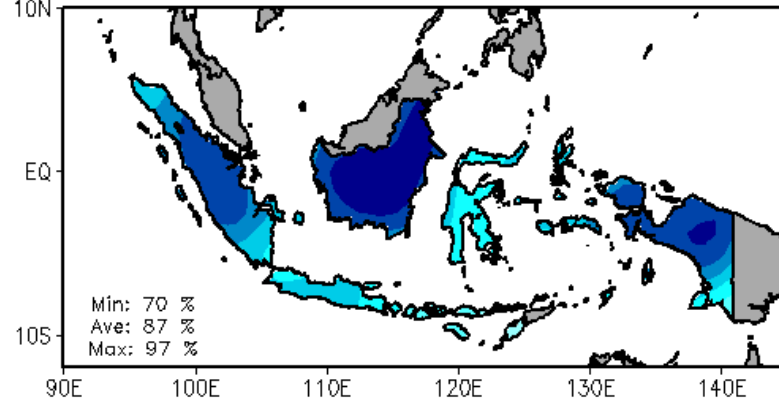 10N
EQ
10S
Min: 70 %
Ave: 87 %
Max: 97 %
90E 100E 110E 120E 130E 140E